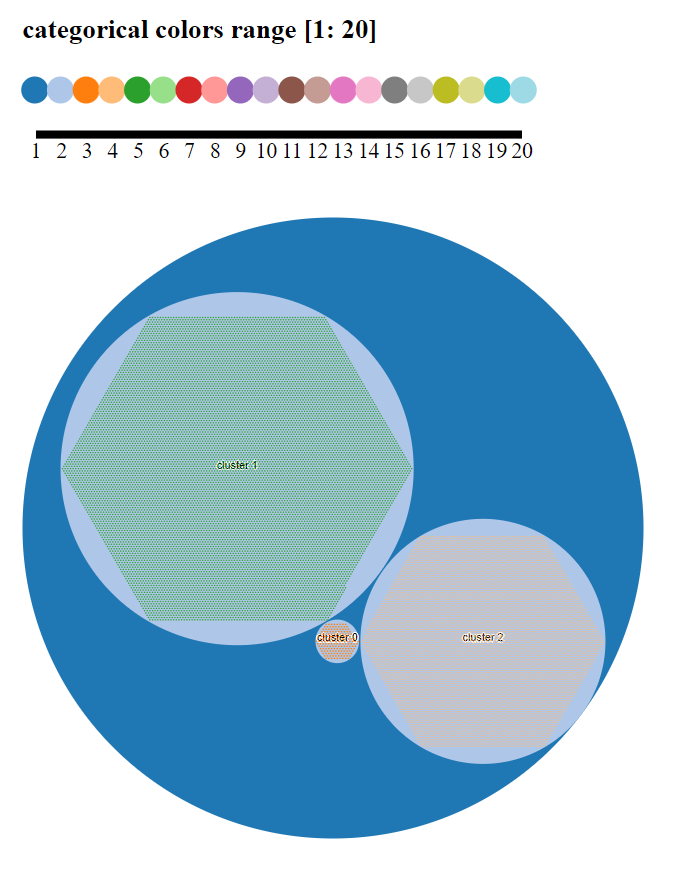 categorical colors range [1: 20]
1 2 3 4 5 6 7 8 9 10 11 12 13 14 15 16 17 18 19 20
cluster 1
cluster 0
cluster 2